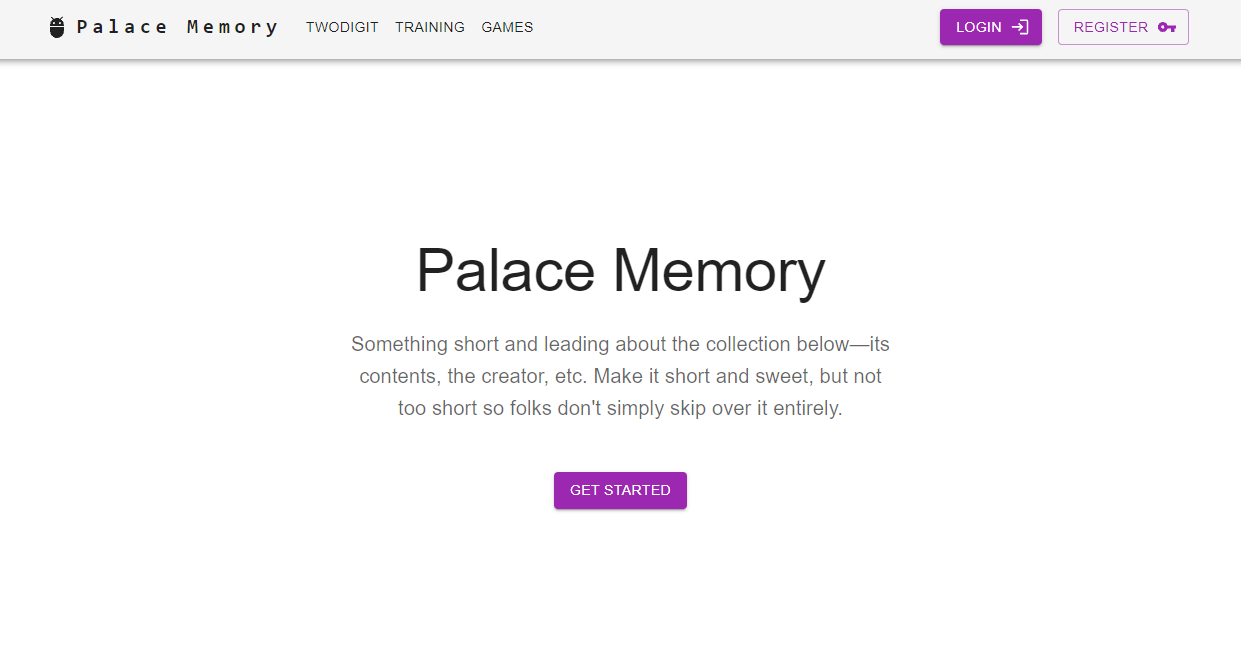 Palace Memory TWODIGIT TRAINING GAMES LOGIN REGISTER
Palace Memory
Something short and leading about the collection below—its
contents, the creator, etc. Make it short and sweet, but not
too short so folks don't simply skip over it entirely.
GET STARTED